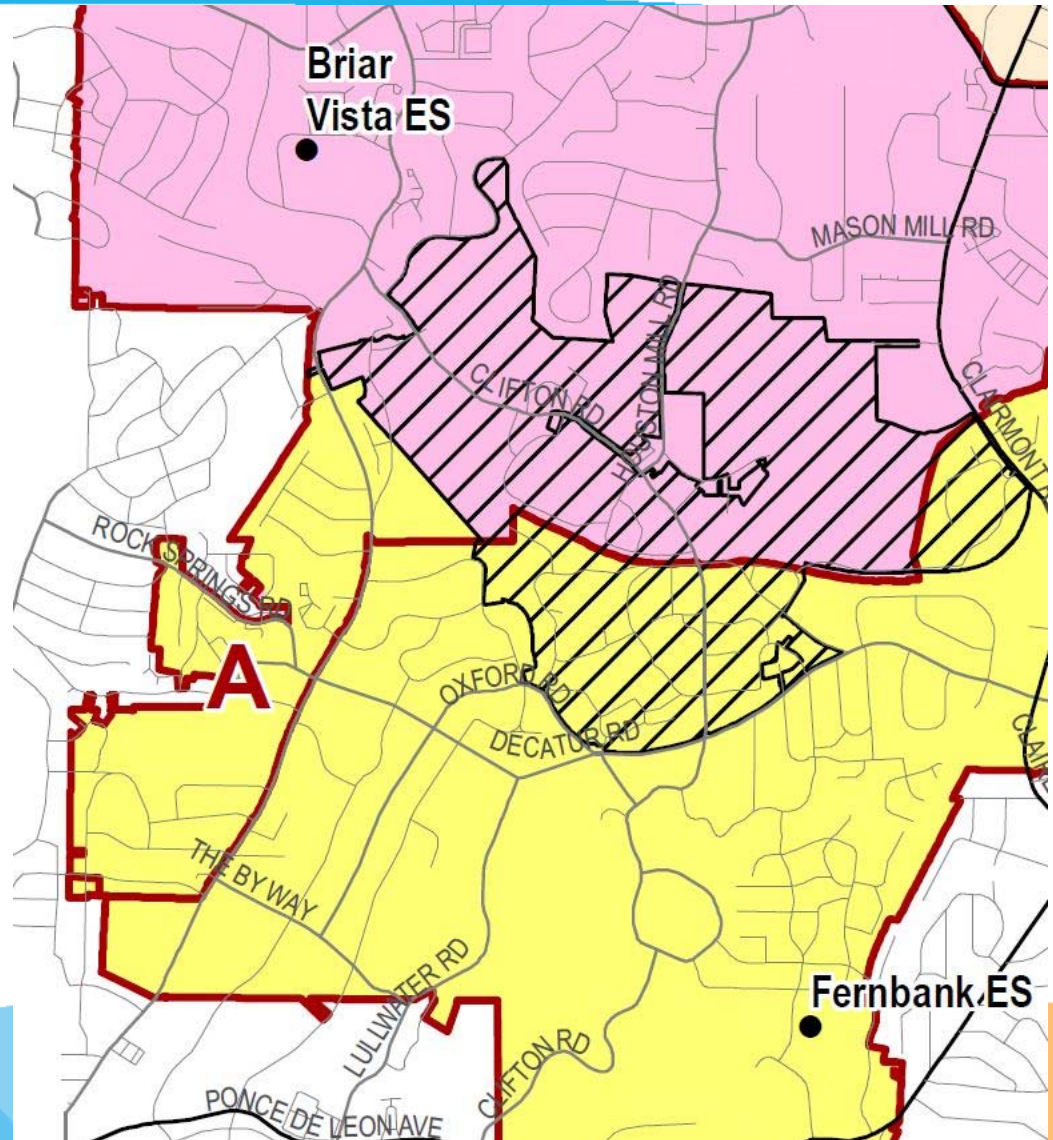 Briar
Vista ES
MASON MILL RD
HOUSTON MILL RD
CLIFTON RD
CLAIRMONT R
ROCK SPRINGS RD
A
OXFORD RD
DECATUR RD
CLAIR
THE BY WAY
LULLWATER RD
Fernbank ES
CLIFTON RD
PONCE DE LEON AVE